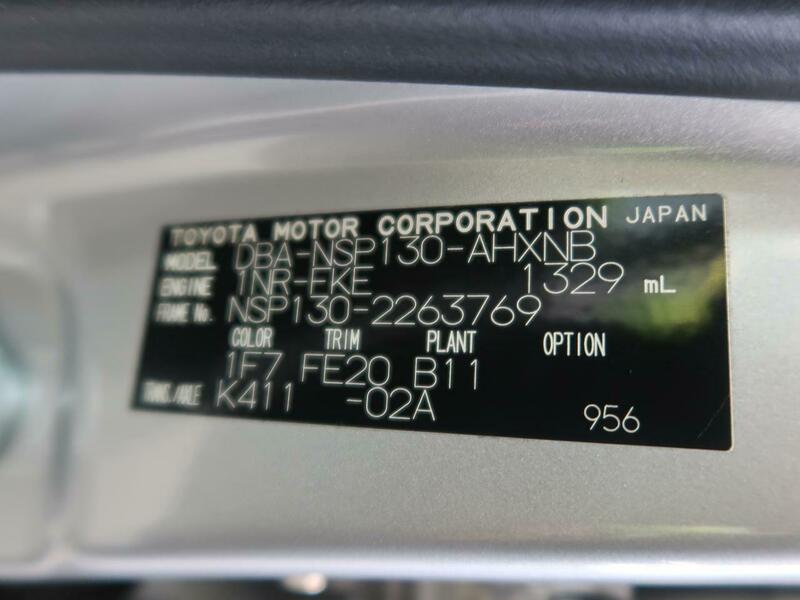 TOYOTA MOTOR CORPORATION JAPAN
MODEL DBA-NSP130-AHXNB
ENGINE 1NR-FKE 1329 mL
FRAME No. NSP130-2263769
COLOR TRIM PLANT OPTION
1F7 FE20 B11
TRANS./AXLE K411 -02A
956